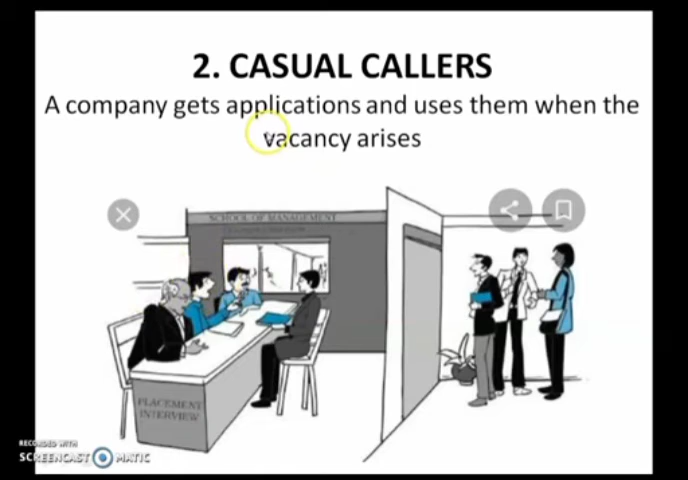 2. CASUAL CALLERS
A company gets applications and uses them when the
vacancy arises
SCHOOL OF MANAGEMENT
PLACEMENT
INTERVIEW
RECORDED WITH
SCREENCAST MATIC